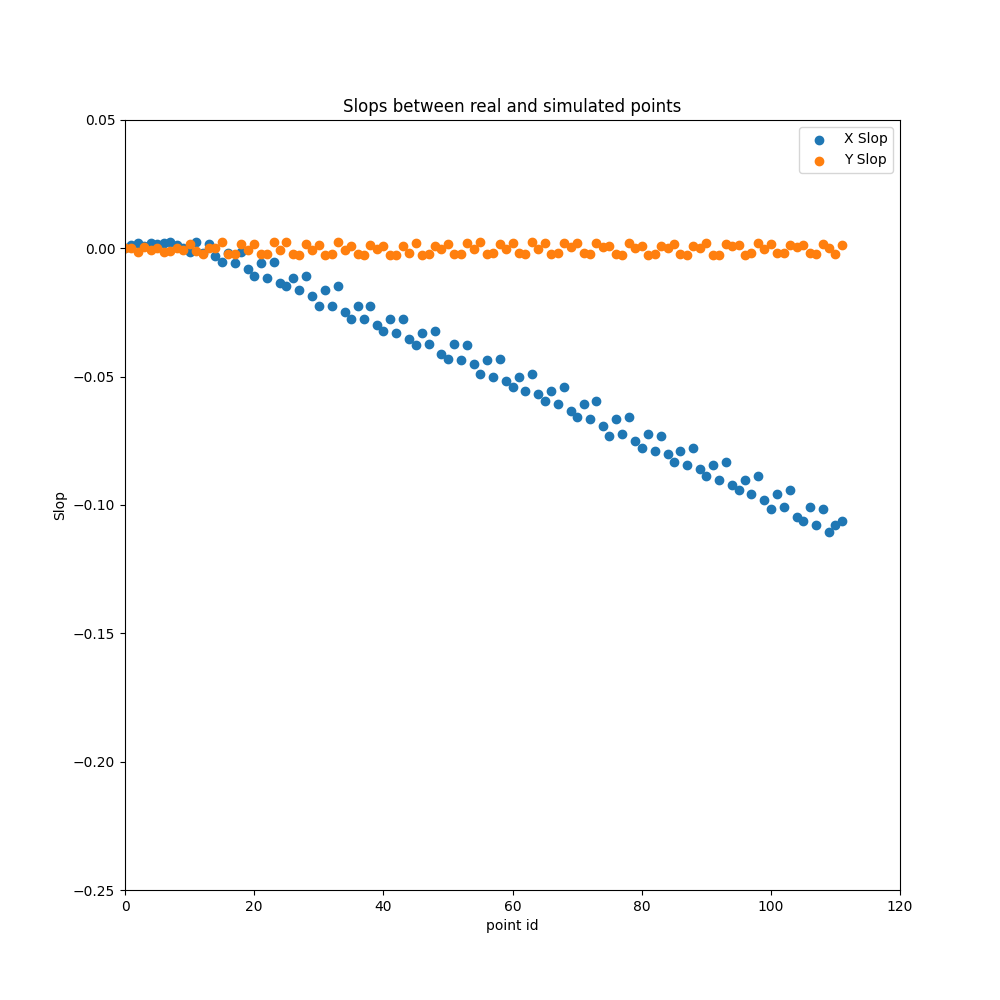 Slops between real and simulated points
X Slop
Y Slop
0.05
0.00
−0.05
−0.10
−0.15
−0.20
−0.25
Slop
0 20 40 60 80 100 120
point id